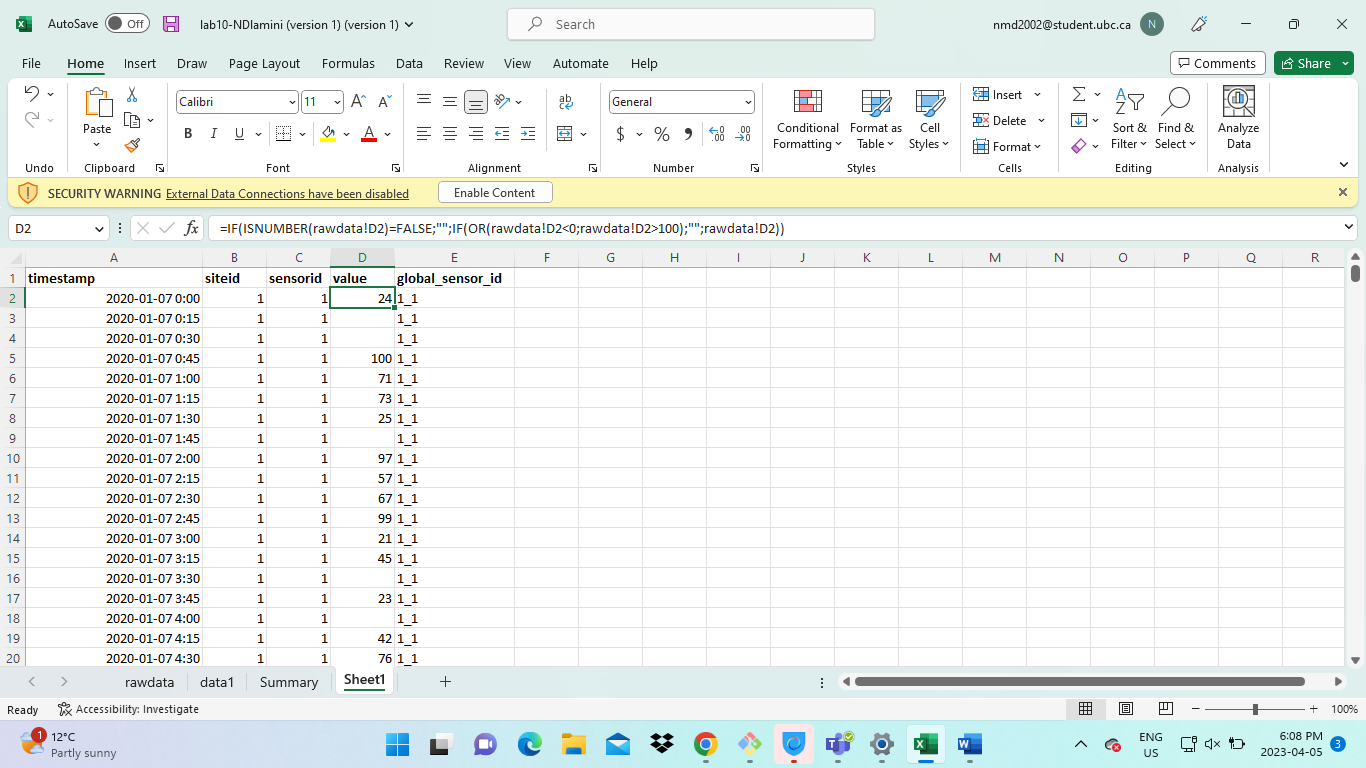 AutoSave Off lab10-NDlamini (version 1) (version 1) Search nmd2002@student.ubc.ca N
File Home Insert Draw Page Layout Formulas Data Review View Automate Help Comments Share
Paste Calibri 11 A A B I U A ab c General $ % 9 ,0 .00 .00 ,0
Conditional Formatting Format as Table Cell Styles Insert Delete Format Sort & Filter Find & Select Analyze Data
Undo Clipboard Font Alignment Number Styles Cells Editing Analysis
SECURITY WARNING External Data Connections have been disabled Enable Content
D2 fx =IF(ISNUMBER(rawdata!D2)=FALSE;"";IF(OR(rawdata!D2<0;rawdata!D2>100);"";rawdata!D2))
A B C D E F G H I J K L M N O P Q R
1 timestamp siteid sensorid value global_sensor_id
2 2020-01-07 0:00 1 1 24 1_1
3 2020-01-07 0:15 1 1 1_1
4 2020-01-07 0:30 1 1 1_1
5 2020-01-07 0:45 1 1 100 1_1
6 2020-01-07 1:00 1 1 71 1_1
7 2020-01-07 1:15 1 1 73 1_1
8 2020-01-07 1:30 1 1 25 1_1
9 2020-01-07 1:45 1 1 1_1
10 2020-01-07 2:00 1 1 97 1_1
11 2020-01-07 2:15 1 1 57 1_1
12 2020-01-07 2:30 1 1 67 1_1
13 2020-01-07 2:45 1 1 99 1_1
14 2020-01-07 3:00 1 1 21 1_1
15 2020-01-07 3:15 1 1 45 1_1
16 2020-01-07 3:30 1 1 1_1
17 2020-01-07 3:45 1 1 23 1_1
18 2020-01-07 4:00 1 1 1_1
19 2020-01-07 4:15 1 1 42 1_1
20 2020-01-07 4:30 1 1 76 1_1
rawdata data1 Summary Sheet1
Ready Accessibility: Investigate 100%
1 12°C ENG 6:08 PM
Partly sunny US 2023-04-05 3